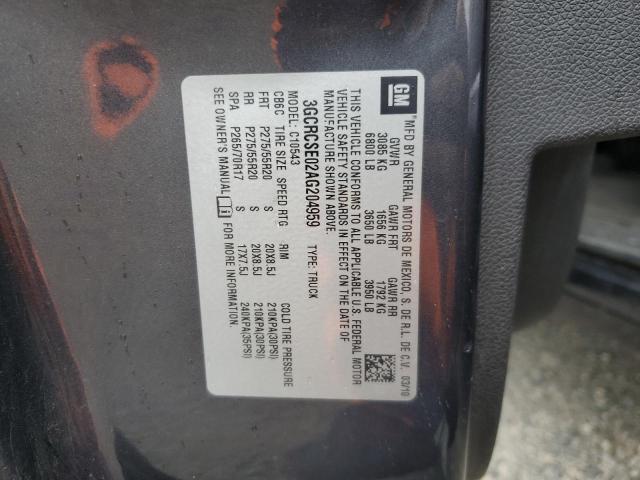 GM
MFD BY GENERAL MOTORS DE MEXICO, S. DE R.L. DE C.V. 03/10
GVWR GAWR FRT GAWR RR
3085 KG 1656 KG 1792 KG
6800 LB 3650 LB 3950 LB
THIS VEHICLE CONFORMS TO ALL APPLICABLE U.S. FEDERAL MOTOR
VEHICLE SAFETY STANDARDS IN EFFECT ON THE DATE OF
MANUFACTURE SHOWN ABOVE.
3GCRCSE02AG204959 TYPE: TRUCK
MODEL: C10543
CB6C TIRE SIZE SPEED RTG RIM COLD TIRE PRESSURE
FRT P275/55R20 S 20X8.5J 210KPA(30PSI)
RR P275/55R20 S 20X8.5J 210KPA(30PSI)
SPA P265/70R17 S 17X7.5J 240KPA(35PSI)
SEE OWNER'S MANUAL FOR MORE INFORMATION.